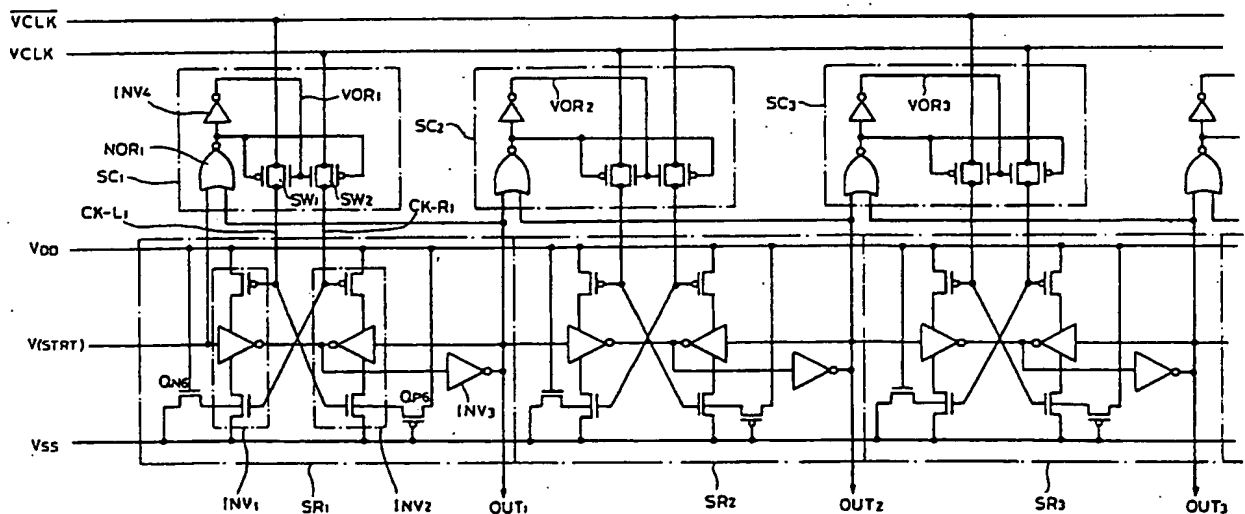 V̅C̅L̅K̅
VCLK
INV4
VOR1
NOR1
SC1
SW1
SW2
SC2
VOR2
SC3
VOR3
CK-L1
CK-R1
VDD
V(STRT)
QN6
QP6
INV3
VSS
INV1
SR1
INV2
OUT1
SR2
OUT2
SR3
OUT3